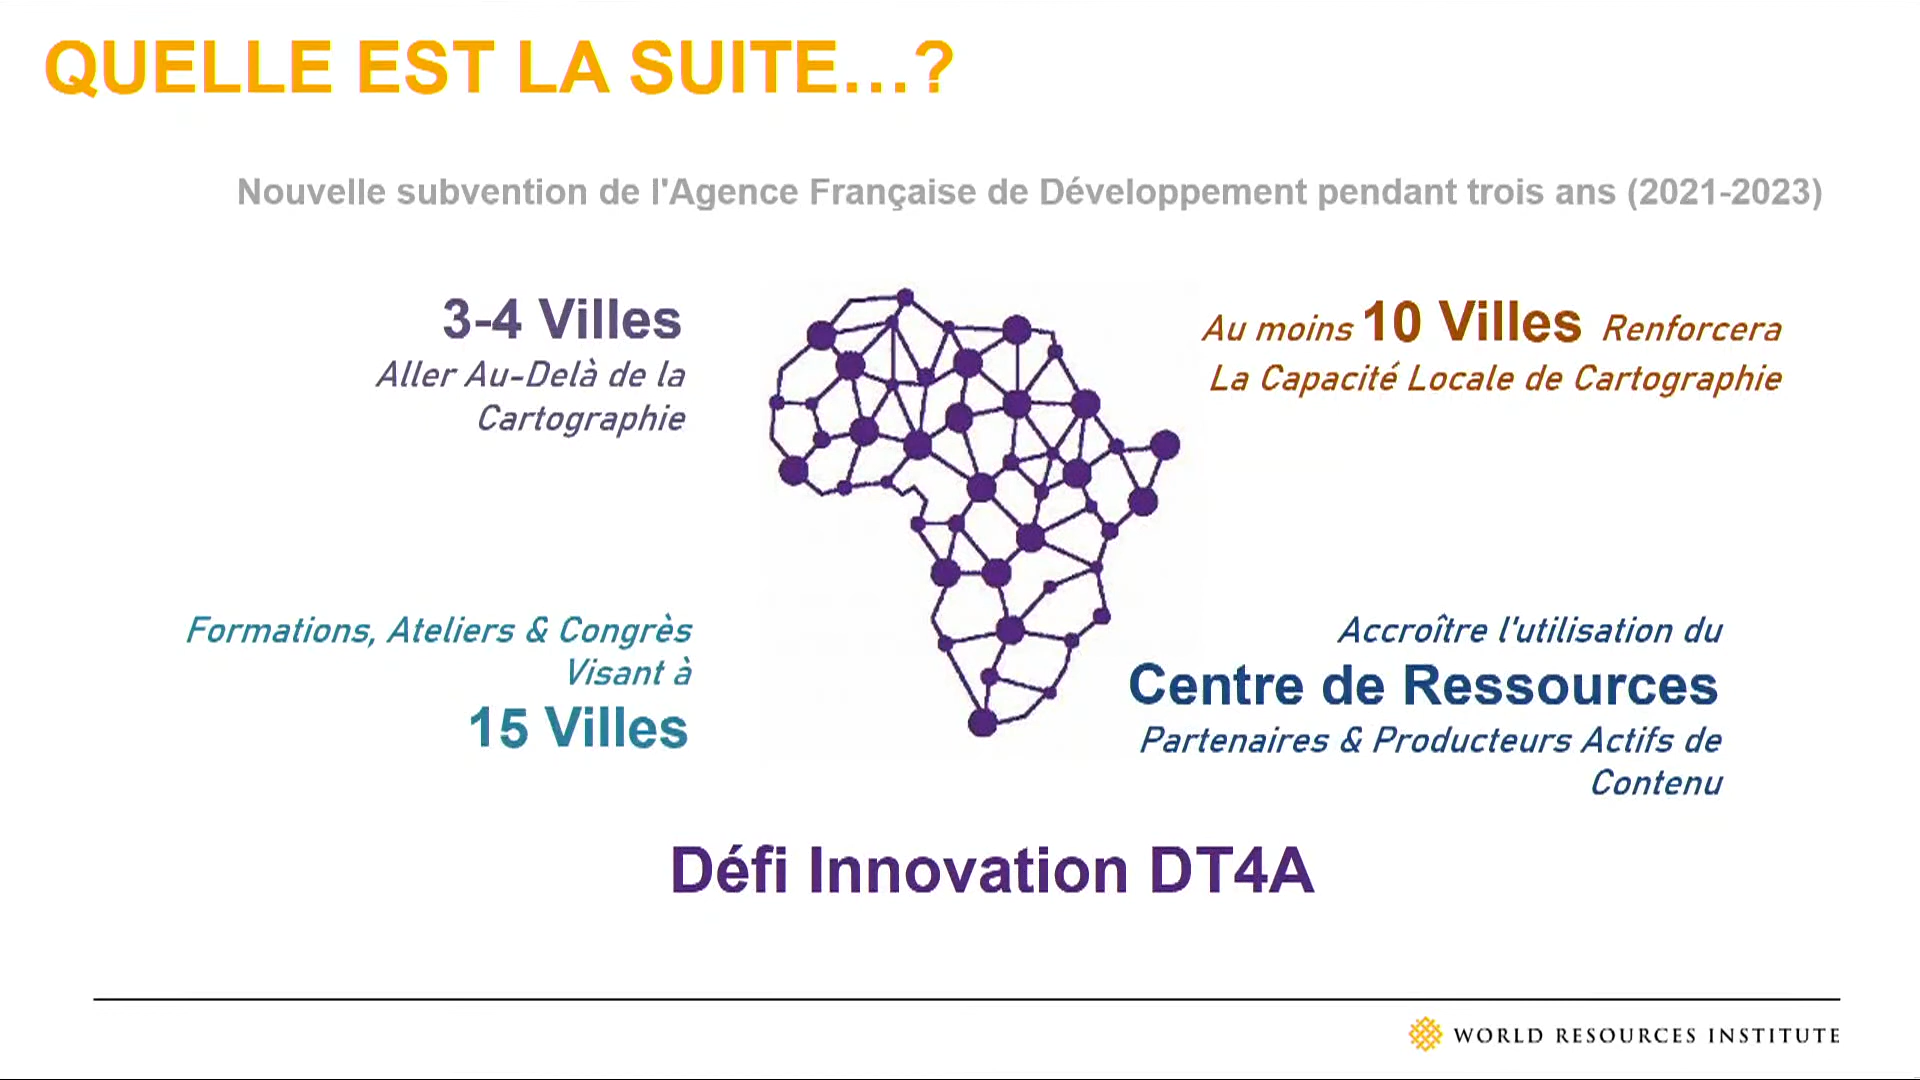 QUELLE EST LA SUITE...?
Nouvelle subvention de l'Agence Française de Développement pendant trois ans (2021-2023)
3-4 Villes
Aller Au-Delà de la
Cartographie
Au moins 10 Villes Renforcera
La Capacité Locale de Cartographie
Formations, Ateliers & Congrès
Visant à
15 Villes
Accroître l'utilisation du
Centre de Ressources
Partenaires & Producteurs Actifs de
Contenu
Défi Innovation DT4A
WORLD RESOURCES INSTITUTE